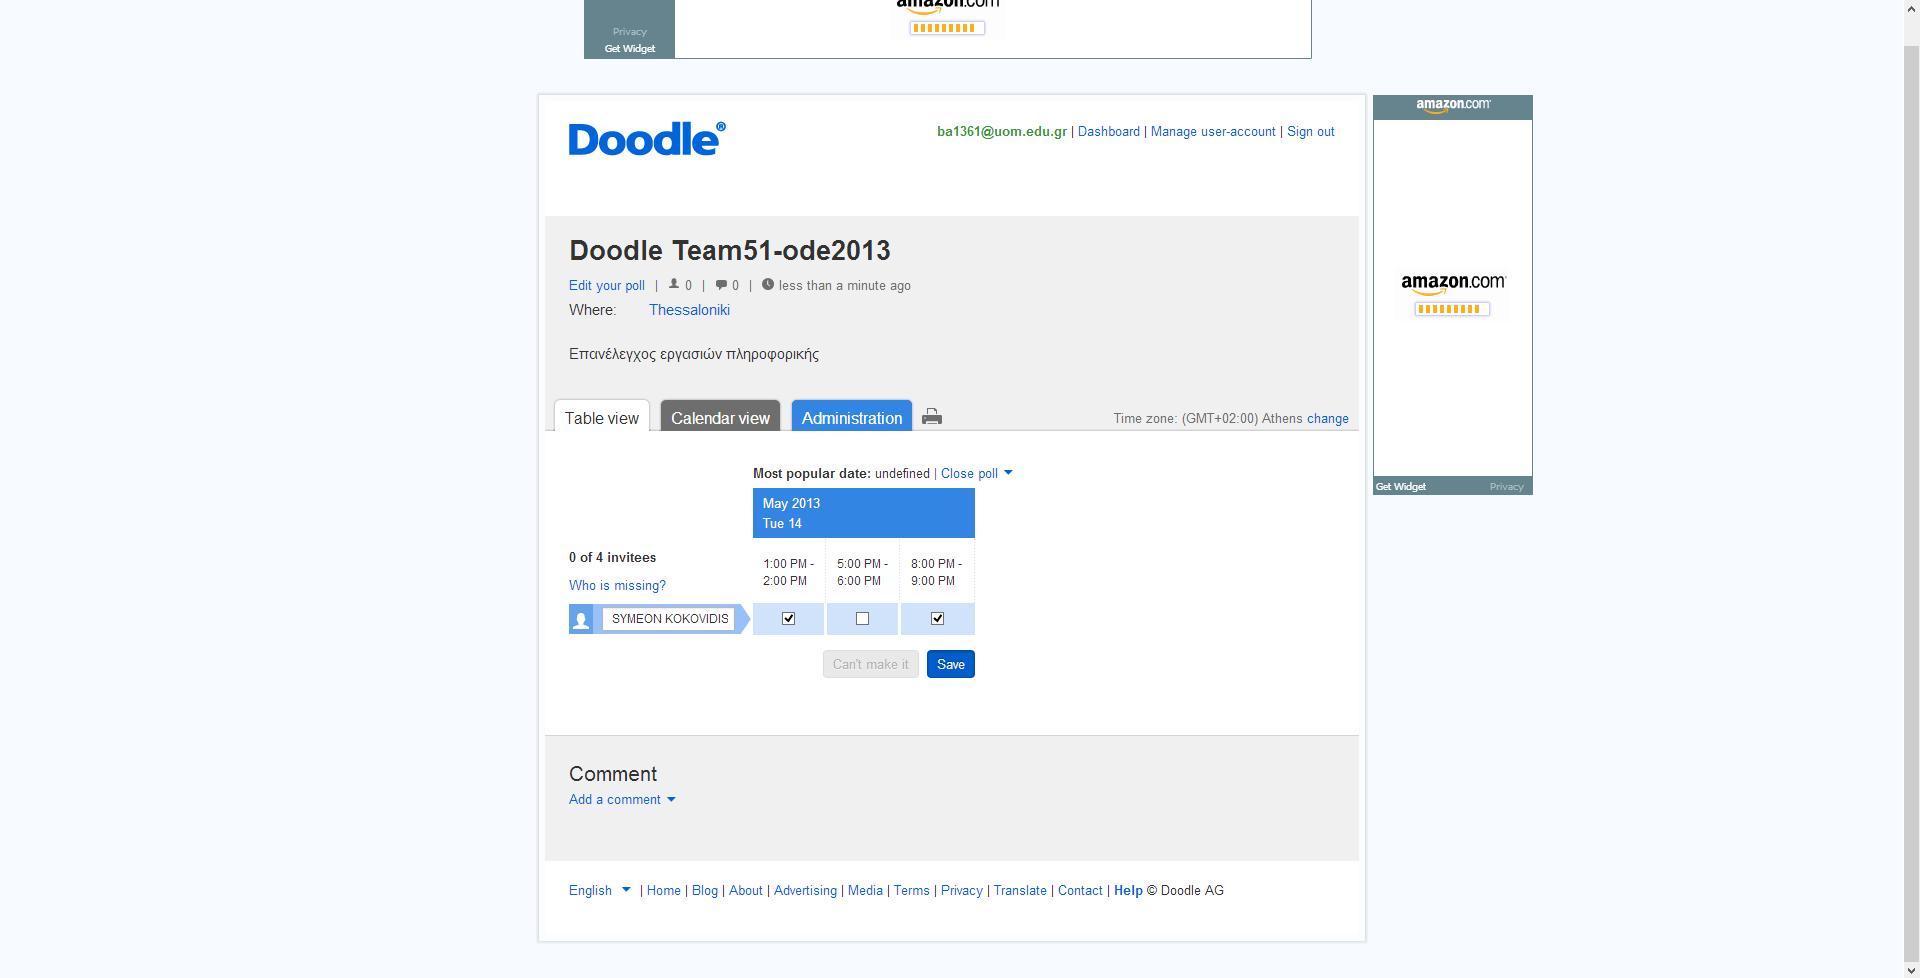 amazon.com
Privacy
Get Widget
amazon.com
Doodle®
ba1361@uom.edu.gr | Dashboard | Manage user-account | Sign out
Doodle Team51-ode2013
Edit your poll | 0 | 0 | less than a minute ago
Where: Thessaloniki
Επανέλεγχος εργασιών πληροφορικής
Table view Calendar view Administration
Time zone: (GMT+02:00) Athens change
Most popular date: undefined | Close poll
May 2013
Tue 14
0 of 4 invitees
1:00 PM - 2:00 PM
5:00 PM - 6:00 PM
8:00 PM - 9:00 PM
Who is missing?
SYMEON KOKOVIDIS
Can't make it Save
amazon.com
Get Widget Privacy
Comment
Add a comment
English | Home | Blog | About | Advertising | Media | Terms | Privacy | Translate | Contact | Help © Doodle AG